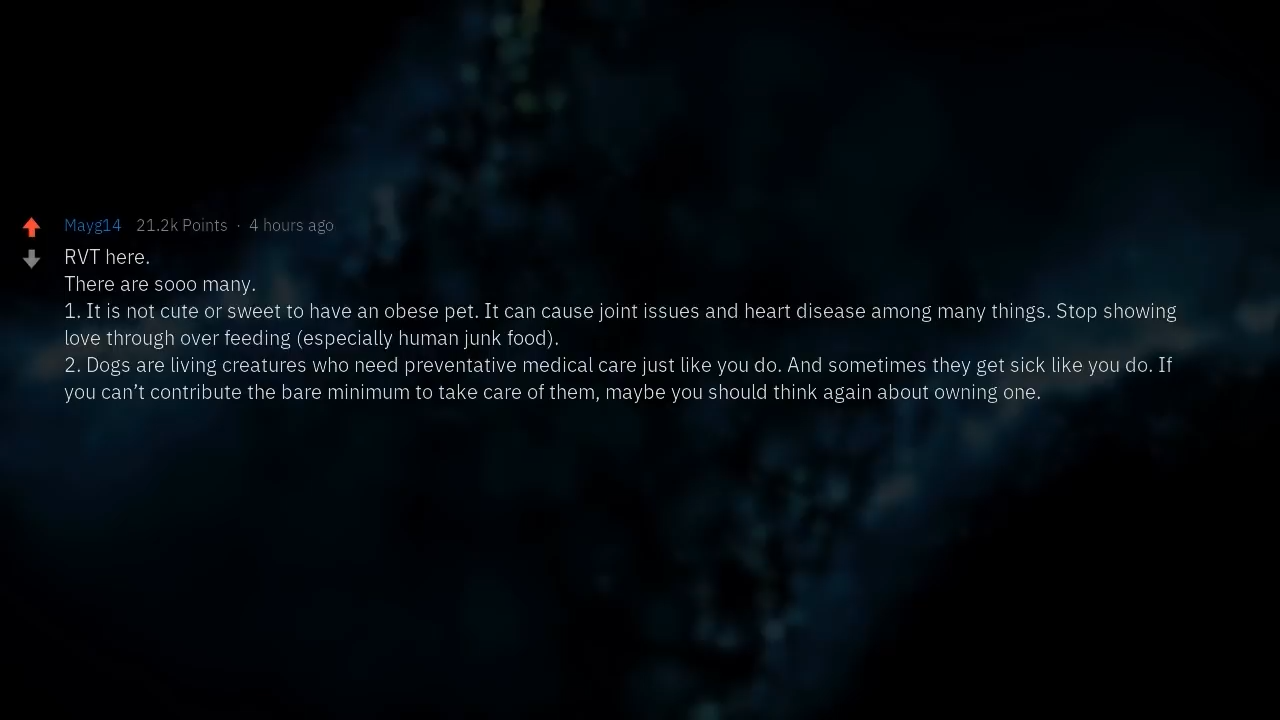 Mayg14 21.2k Points · 4 hours ago
RVT here.
There are sooo many.
1. It is not cute or sweet to have an obese pet. It can cause joint issues and heart disease among many things. Stop showing
love through over feeding (especially human junk food).
2. Dogs are living creatures who need preventative medical care just like you do. And sometimes they get sick like you do. If
you can’t contribute the bare minimum to take care of them, maybe you should think again about owning one.